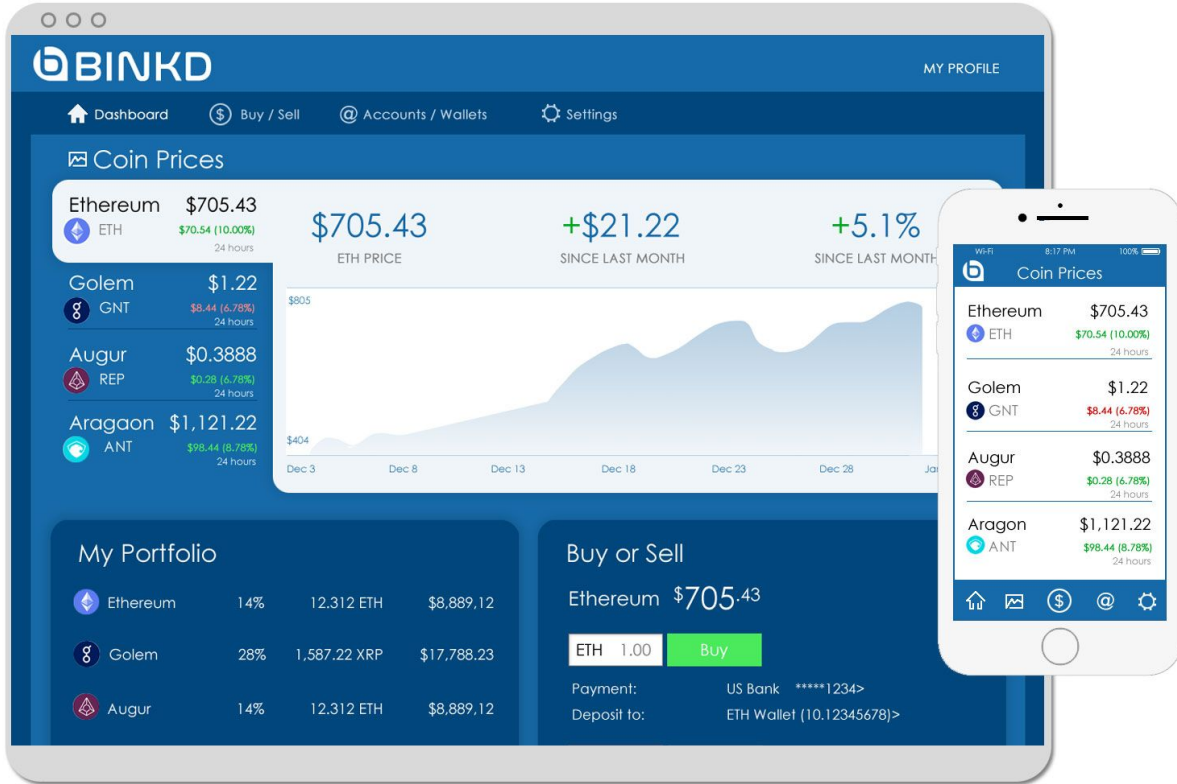 BINKD
MY PROFILE
Dashboard
Buy / Sell
@ Accounts / Wallets
Settings
Coin Prices
Ethereum $705.43
ETH $70.54 (10.00%)
24 hours
Golem $1.22
GNT $8.44 (6.78%)
24 hours
Augur $0.3888
REP $0.28 (6.78%)
24 hours
Aragaon $1,121.22
ANT $98.44 (8.78%)
24 hours
$705.43
ETH PRICE
+$21.22
SINCE LAST MONTH
+5.1%
SINCE LAST MONTH
$805
$404
Dec 3 Dec 8 Dec 13 Dec 18 Dec 23 Dec 28
My Portfolio
Ethereum 14% 12.312 ETH $8,889,12
Golem 28% 1,587.22 XRP $17,788.23
Augur 14% 12.312 ETH $8,889,12
Buy or Sell
Ethereum $705.43
ETH 1.00 Buy
Payment: US Bank *****1234>
Deposit to: ETH Wallet (10.12345678)>
Wi-Fi 8:17 PM 100%
Coin Prices
Ethereum $705.43
ETH $70.54 (10.00%)
24 hours
Golem $1.22
GNT $8.44 (6.78%)
24 hours
Augur $0.3888
REP $0.28 (6.78%)
24 hours
Aragon $1,121.22
ANT $98.44 (8.78%)
24 hours